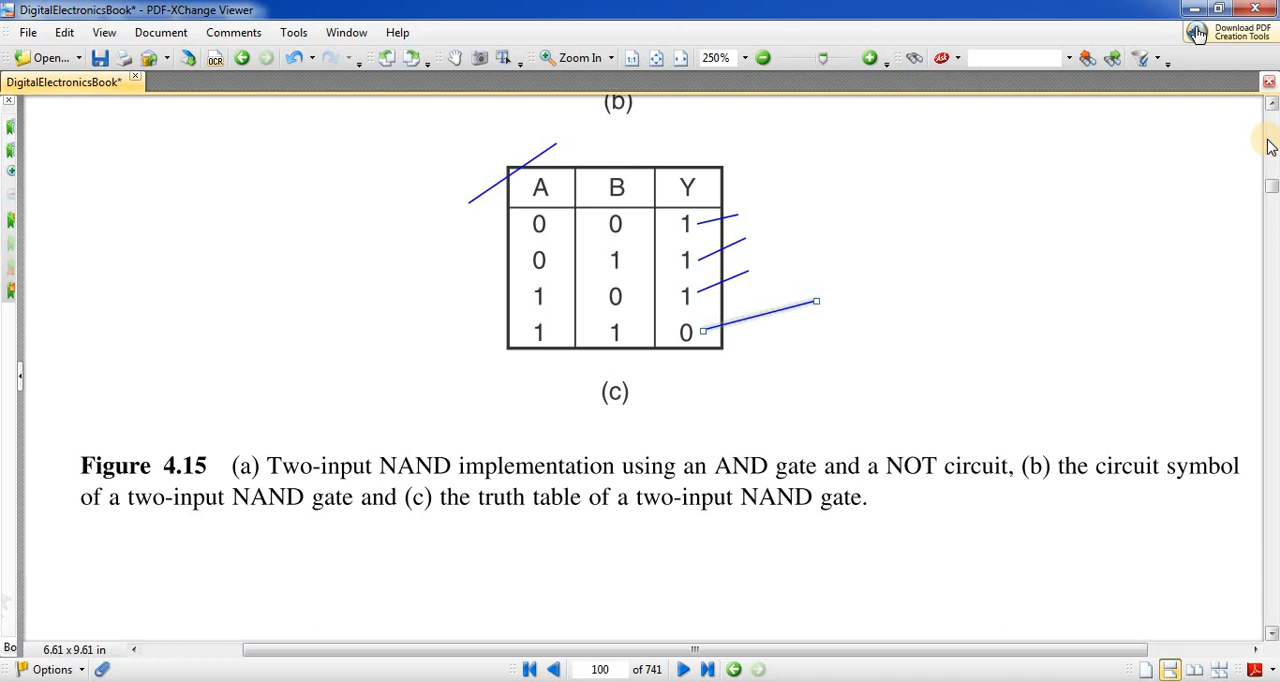 DigitalElectronicsBook* - PDF-XChange Viewer
File Edit View Document Comments Tools Window Help
Download PDF
Creation Tools
Open... OCR Zoom In 250% Ask
DigitalElectronicsBook*
(b)
A B Y
0 0 1
0 1 1
1 0 1
1 1 0
(c)
Figure 4.15 (a) Two-input NAND implementation using an AND gate and a NOT circuit, (b) the circuit symbol
of a two-input NAND gate and (c) the truth table of a two-input NAND gate.
Bo 6.61 x 9.61 in
Options 100 of 741